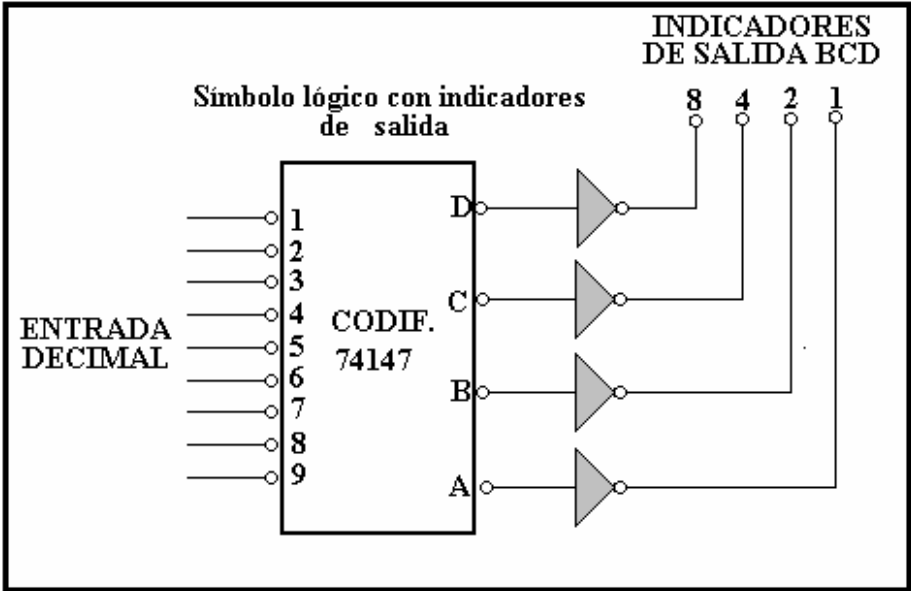 INDICADORES
DE SALIDA BCD
8 4 2 1
Símbolo lógico con indicadores
de salida
ENTRADA
DECIMAL
1
2
3
4
5
6
7
8
9
CODIF.
74147
D
C
B
A